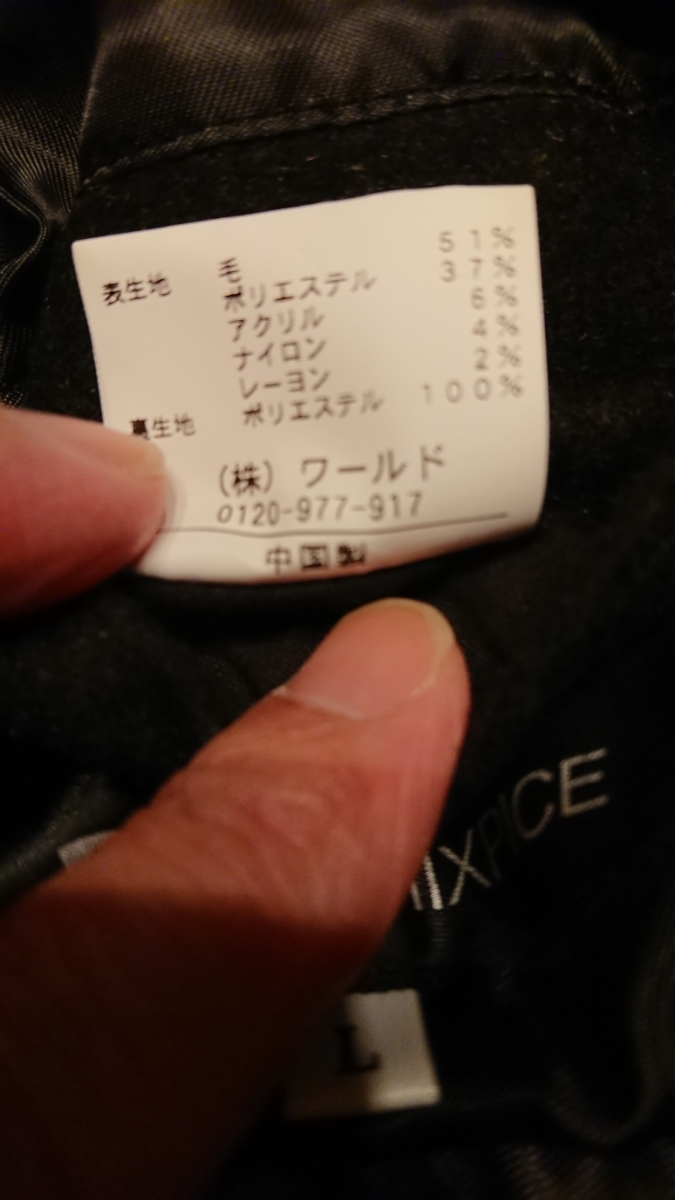 表生地 毛 51%
ポリエステル 37%
アクリル 6%
ナイロン 4%
レーヨン 2%
裏生地 ポリエステル 100%
(株) ワールド
0120-977-917
中国製
IXPICE
L